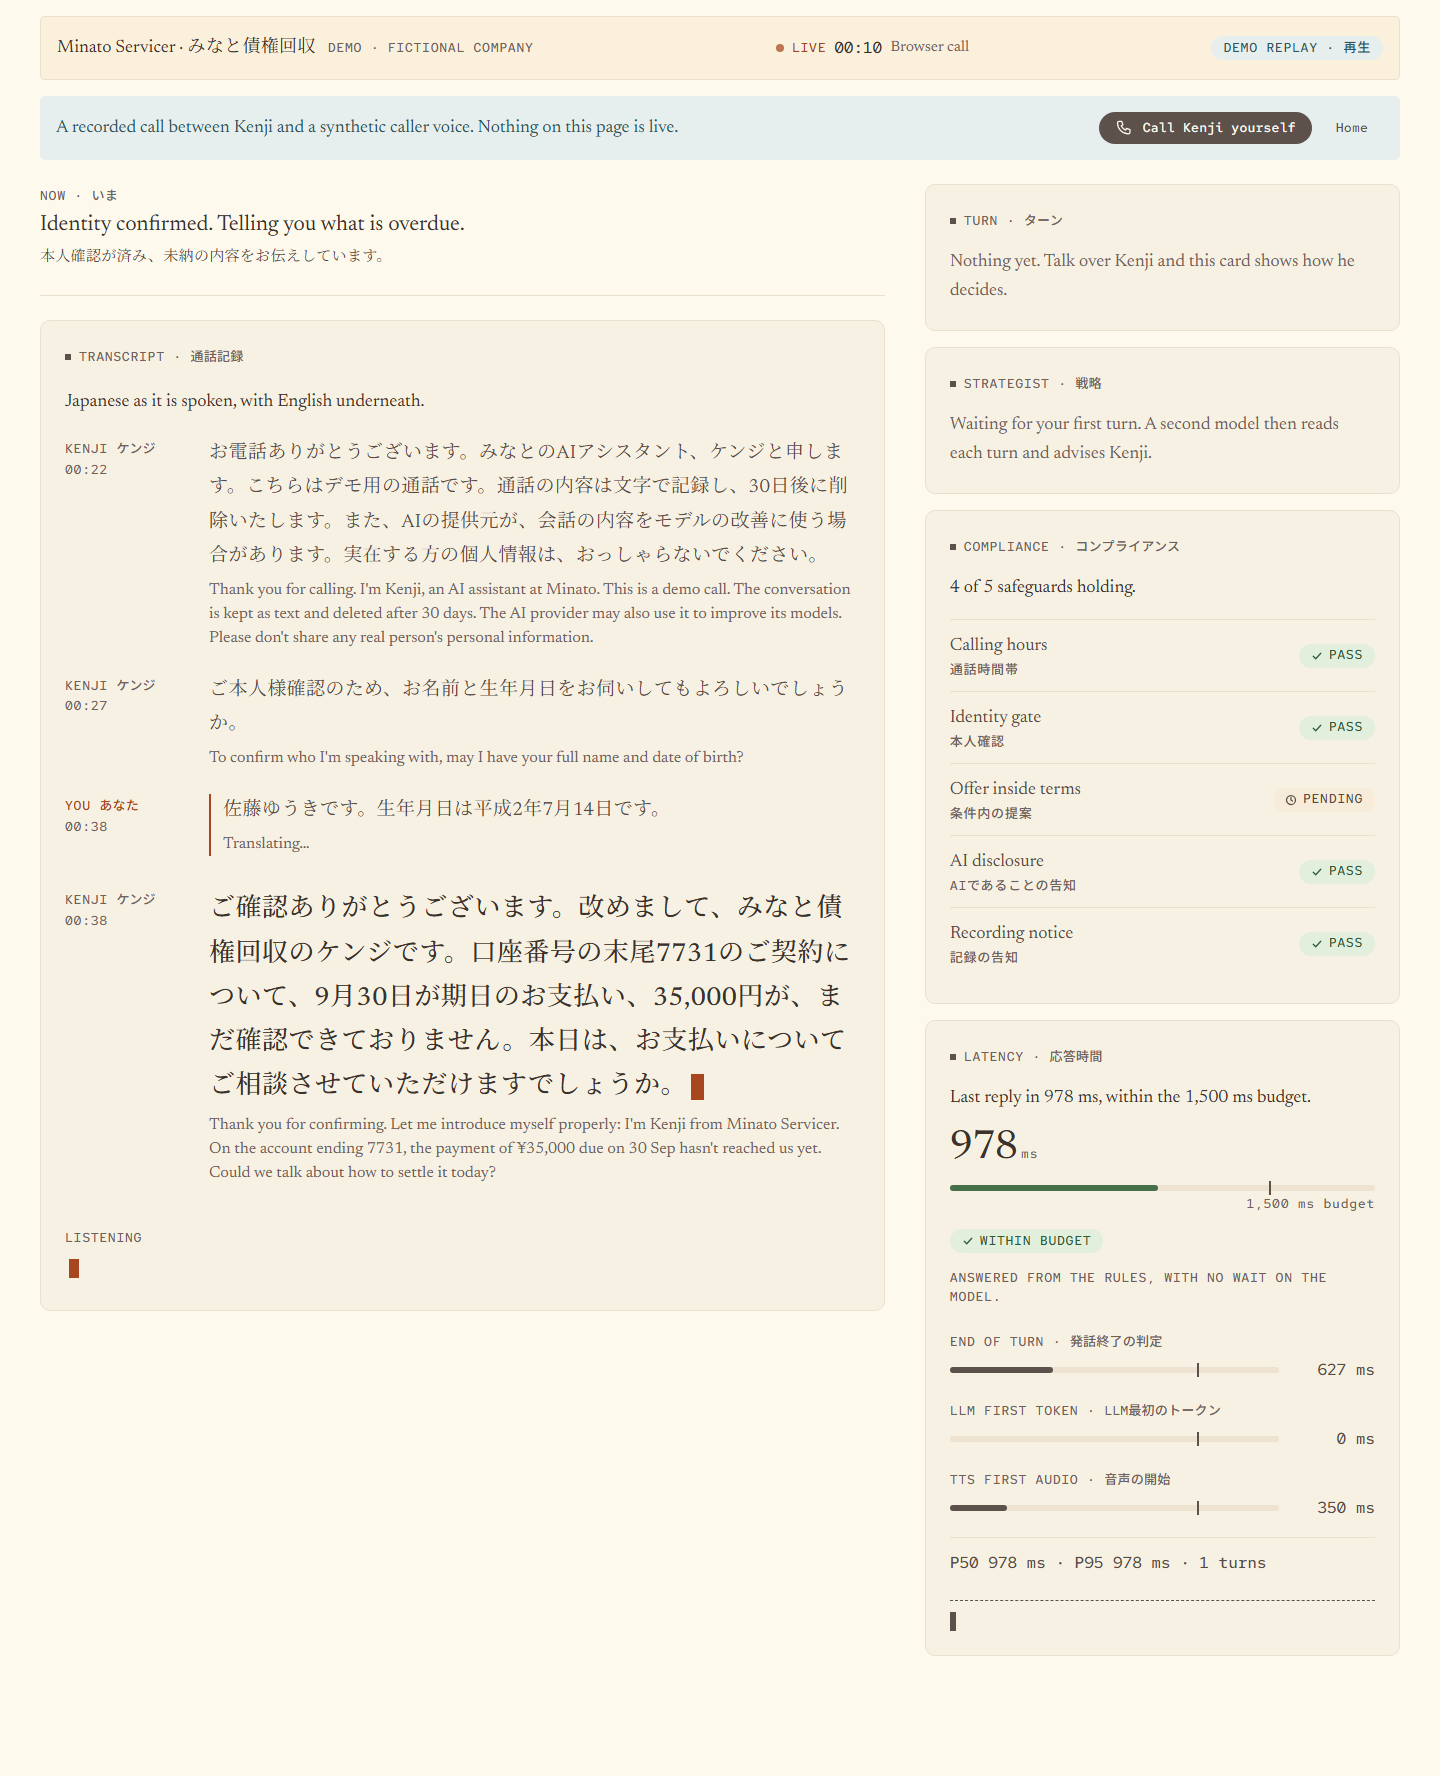 Minato Servicer · みなと債権回収 DEMO · FICTIONAL COMPANY
LIVE 00:10 Browser call
DEMO REPLAY · 再生
A recorded call between Kenji and a synthetic caller voice. Nothing on this page is live.
Call Kenji yourself
Home
NOW · いま
Identity confirmed. Telling you what is overdue.
本人確認が済み、未納の内容をお伝えしています。
TRANSCRIPT · 通話記録
Japanese as it is spoken, with English underneath.
KENJI ケンジ
00:22
お電話ありがとうございます。みなとのAIアシスタント、ケンジと申しま
す。こちらはデモ用の通話です。通話の内容は文字で記録し、30日後に削
除いたします。また、AIの提供元が、会話の内容をモデルの改善に使う場
合があります。実在する方の個人情報は、おっしゃらないでください。
Thank you for calling. I'm Kenji, an AI assistant at Minato. This is a demo call. The conversation
is kept as text and deleted after 30 days. The AI provider may also use it to improve its models.
Please don't share any real person's personal information.
KENJI ケンジ
00:27
ご本人様確認のため、お名前と生年月日をお伺いしてもよろしいでしょう
か。
To confirm who I'm speaking with, may I have your full name and date of birth?
YOU あなた
00:38
佐藤ゆうきです。生年月日は平成2年7月14日です。
Translating…
KENJI ケンジ
00:38
ご確認ありがとうございます。改めまして、みなと債
権回収のケンジです。口座番号の末尾7731のご契約に
ついて、9月30日が期日のお支払い、35,000円が、ま
だ確認できておりません。本日は、お支払いについて
ご相談させていただけますでしょうか。
Thank you for confirming. Let me introduce myself properly: I'm Kenji from Minato Servicer.
On the account ending 7731, the payment of ¥35,000 due on 30 Sep hasn't reached us yet.
Could we talk about how to settle it today?
LISTENING
TURN · ターン
Nothing yet. Talk over Kenji and this card shows how he
decides.
STRATEGIST · 戦略
Waiting for your first turn. A second model then reads
each turn and advises Kenji.
COMPLIANCE · コンプライアンス
4 of 5 safeguards holding.
Calling hours
通話時間帯
PASS
Identity gate
本人確認
PASS
Offer inside terms
条件内の提案
PENDING
AI disclosure
AIであることの告知
PASS
Recording notice
記録の告知
PASS
LATENCY · 応答時間
Last reply in 978 ms, within the 1,500 ms budget.
978 ms
1,500 ms budget
WITHIN BUDGET
ANSWERED FROM THE RULES, WITH NO WAIT ON THE
MODEL.
END OF TURN · 発話終了の判定
627 ms
LLM FIRST TOKEN · LLM最初のトークン
0 ms
TTS FIRST AUDIO · 音声の開始
350 ms
P50 978 ms · P95 978 ms · 1 turns